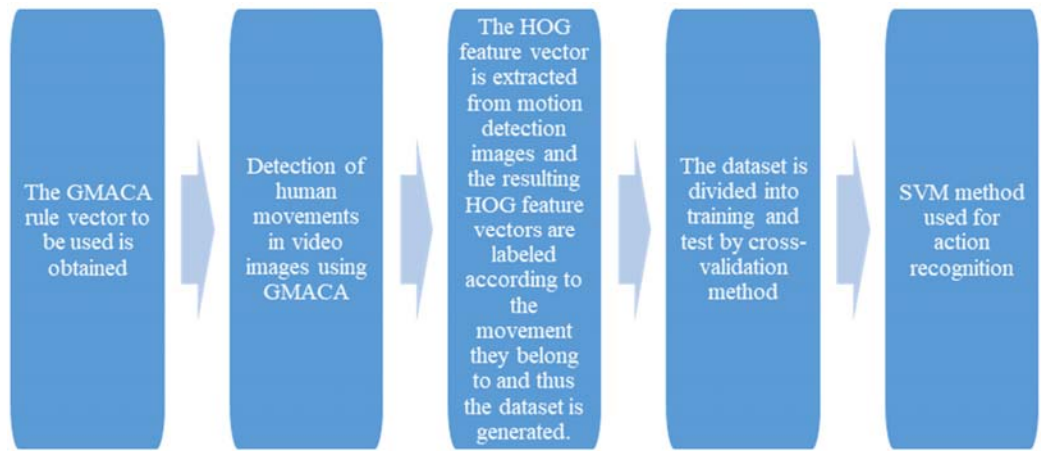 The GMACA
rule vector to
be used is
obtained
Detection of
human
movements
in video
images using
GMACA
The HOG
feature vector
is extracted
from motion
detection
images and
the resulting
HOG feature
vectors are
labeled
according to
the
movement
they belong
to and thus
the dataset is
generated.
The dataset is
divided into
training and
test by cross-
validation
method
SVM method
used for
action
recognition